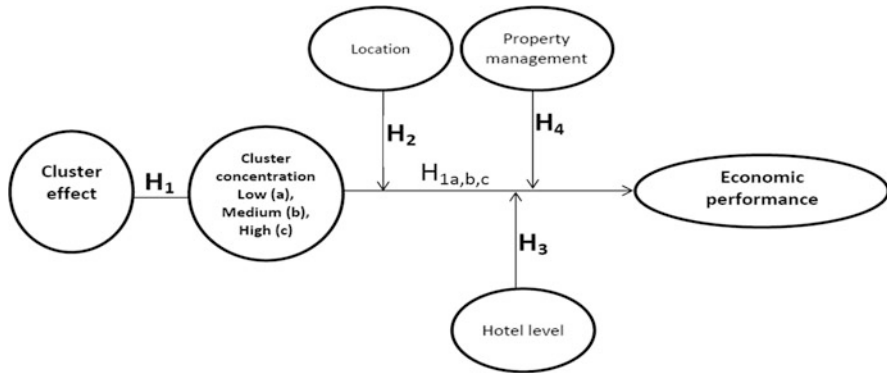 Location
Property
management
H2
H4
Cluster
effect
H1
Cluster
concentration
Low (a),
Medium (b),
High (c)
H1a,b,c
Economic
performance
H3
Hotel level